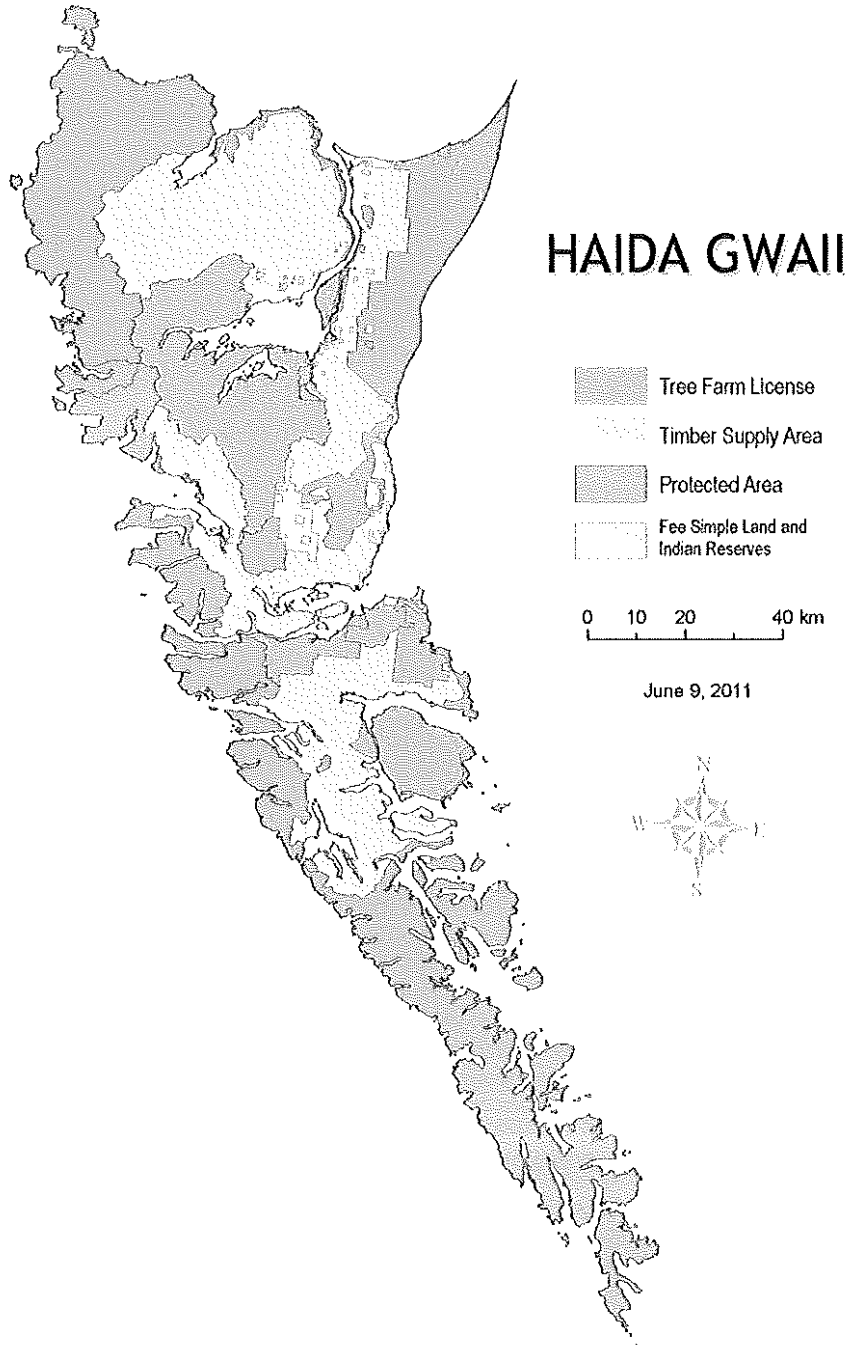 HAIDA GWAII
Tree Farm License
Timber Supply Area
Protected Area
Fee Simple Land and
Indian Reserves
0 10 20 40 km
June 9, 2011
N
W E
S